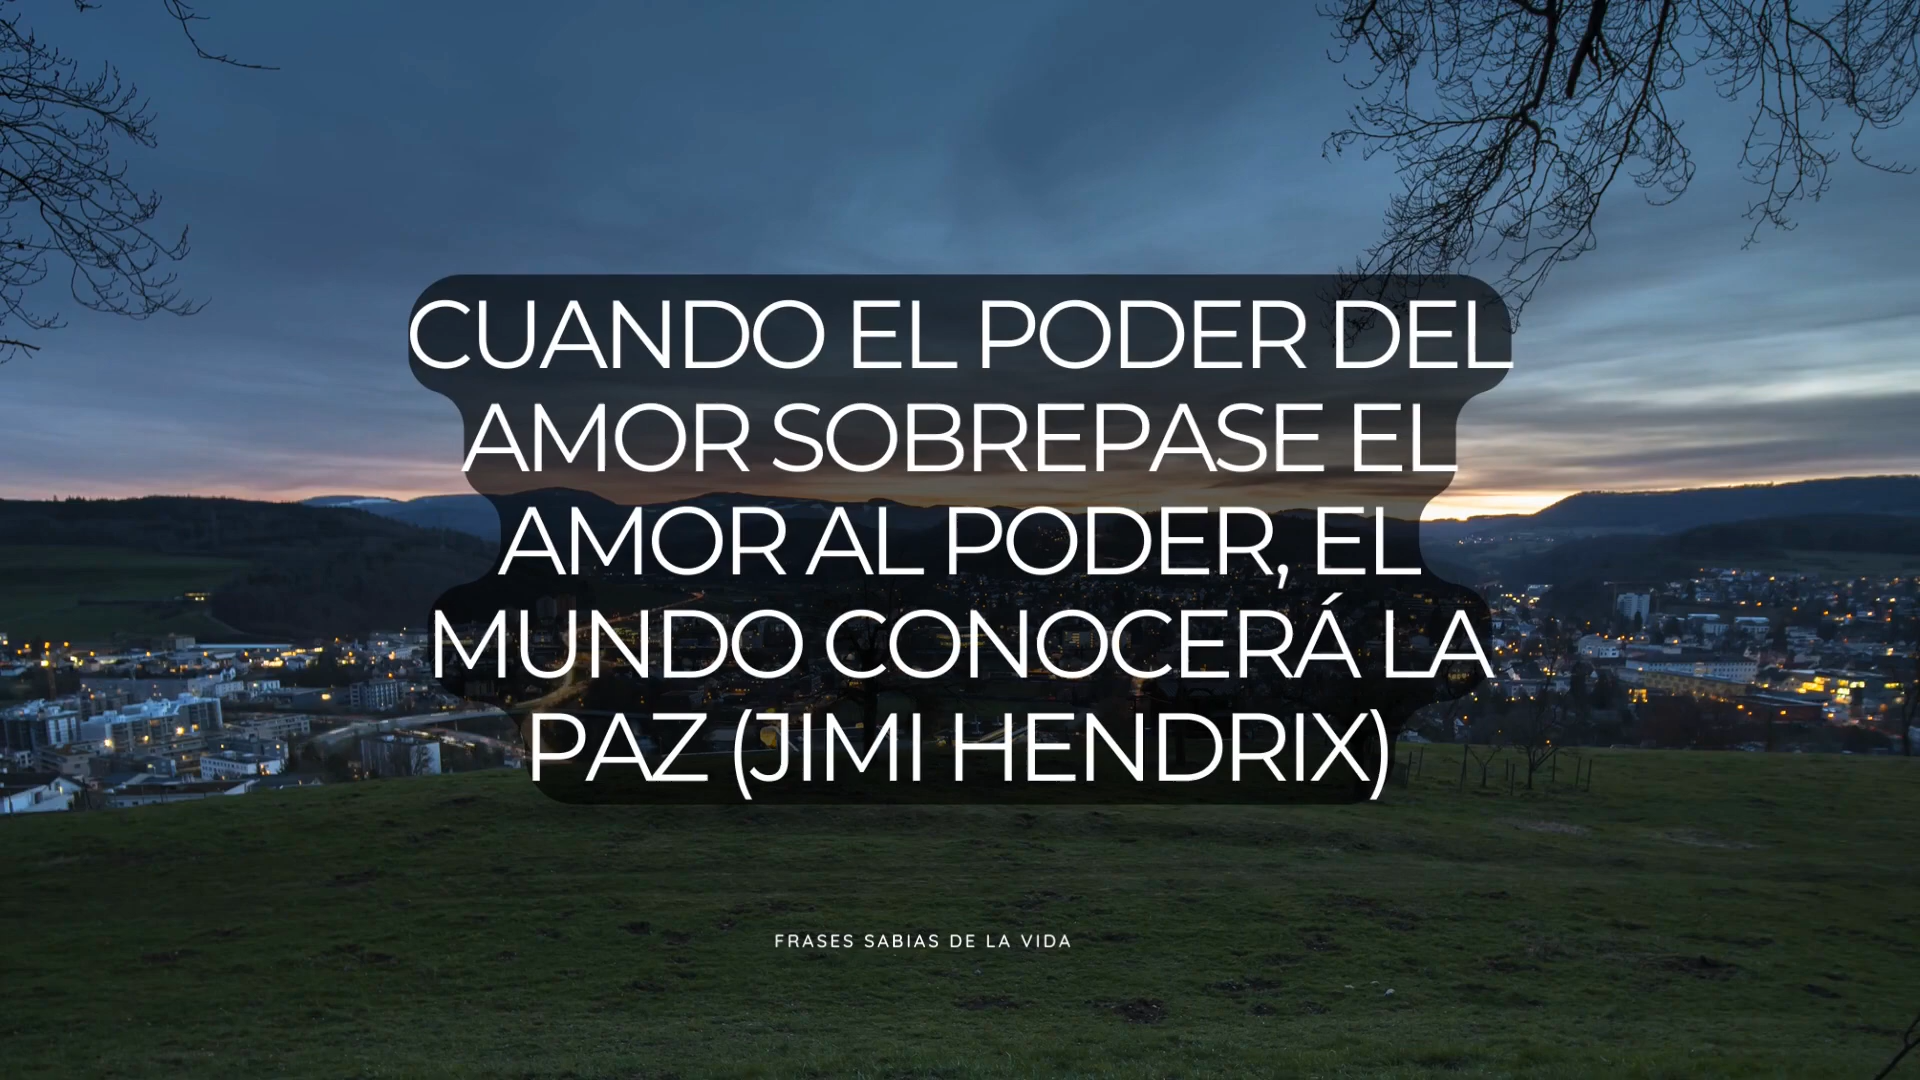 CUANDO EL PODER DEL
AMOR SOBREPASE EL
AMOR AL PODER, EL
MUNDO CONOCERÁ LA
PAZ (JIMI HENDRIX)
FRASES SABIAS DE LA VIDA